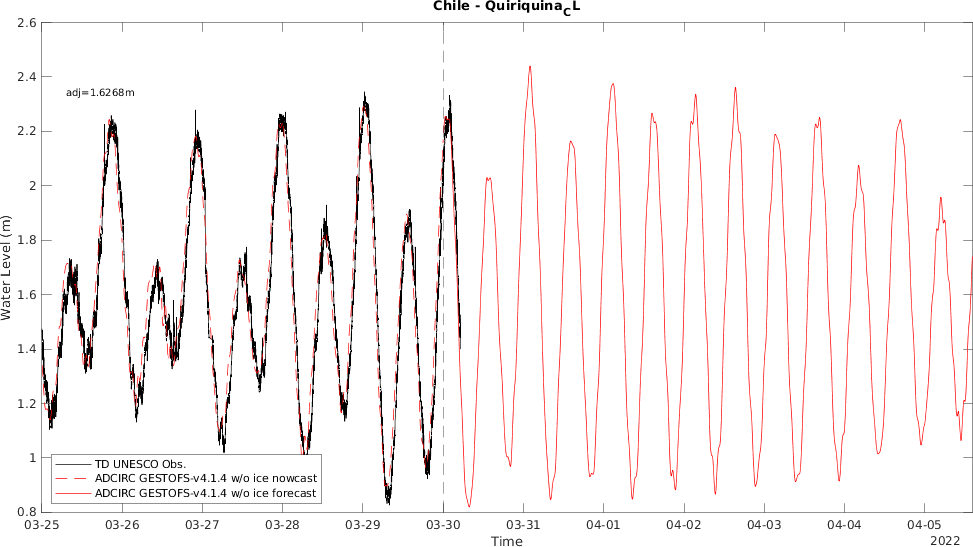 Chile - Quiriquina_CL
2.6
2.4
adj=1.6268m
2.2
2
1.8
Water Level (m)
1.6
1.4
1.2
1
TD UNESCO Obs.
ADCIRC GESTOFS-v4.1.4 w/o ice nowcast
ADCIRC GESTOFS-v4.1.4 w/o ice forecast
0.8
03-25 03-26 03-27 03-28 03-29 03-30 03-31 04-01 04-02 04-03 04-04 04-05
Time
2022